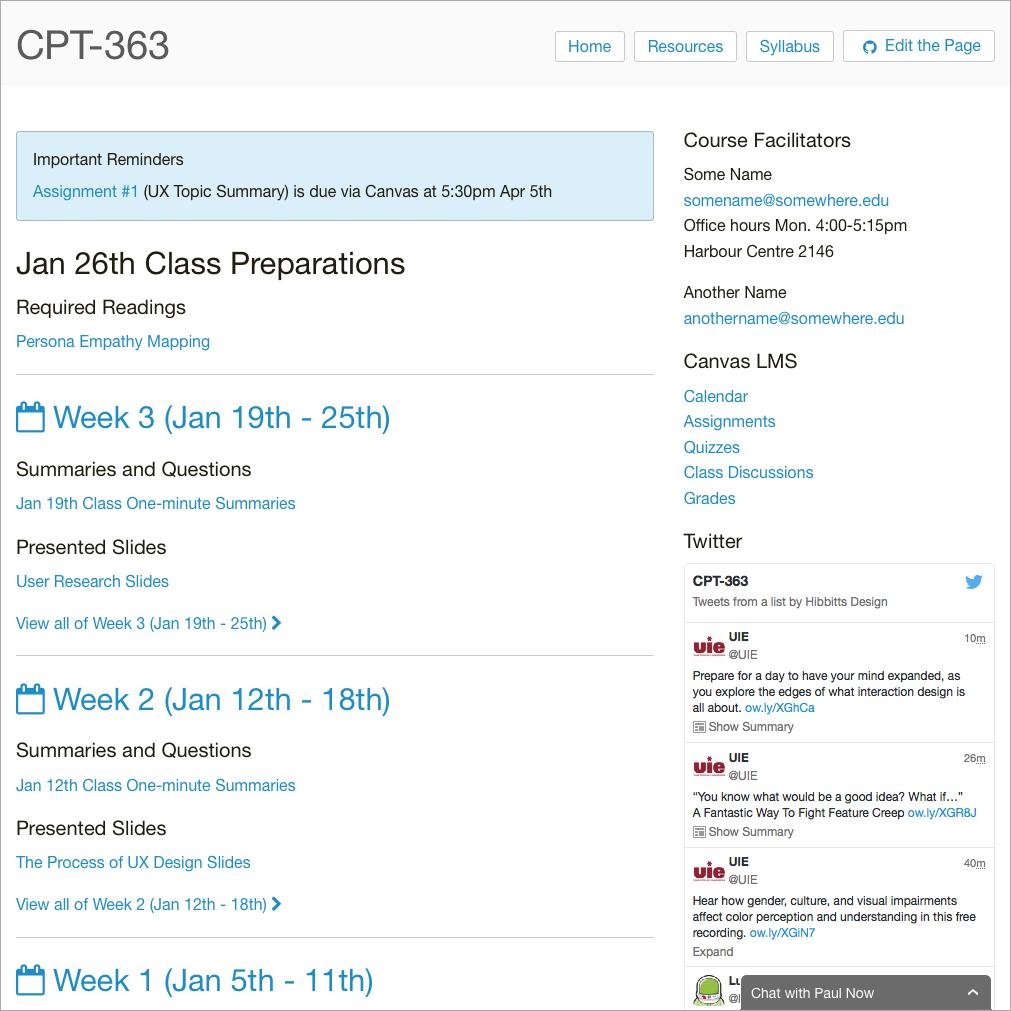 CPT-363
Home
Resources
Syllabus
Edit the Page
Important Reminders
Assignment #1 (UX Topic Summary) is due via Canvas at 5:30pm Apr 5th
Jan 26th Class Preparations
Required Readings
Persona Empathy Mapping
Week 3 (Jan 19th - 25th)
Summaries and Questions
Jan 19th Class One-minute Summaries
Presented Slides
User Research Slides
View all of Week 3 (Jan 19th - 25th)
Week 2 (Jan 12th - 18th)
Summaries and Questions
Jan 12th Class One-minute Summaries
Presented Slides
The Process of UX Design Slides
View all of Week 2 (Jan 12th - 18th)
Week 1 (Jan 5th - 11th)
Course Facilitators
Some Name
somename@somewhere.edu
Office hours Mon. 4:00-5:15pm
Harbour Centre 2146
Another Name
anothername@somewhere.edu
Canvas LMS
Calendar
Assignments
Quizzes
Class Discussions
Grades
Twitter
CPT-363
Tweets from a list by Hibbitts Design
uie
UIE
10m
@UIE
Prepare for a day to have your mind expanded, as
you explore the edges of what interaction design is
all about. ow.ly/XGhCa
Show Summary
uie
UIE
26m
@UIE
“You know what would be a good idea? What if…”
A Fantastic Way To Fight Feature Creep ow.ly/XGR8J
Show Summary
uie
UIE
40m
@UIE
Hear how gender, culture, and visual impairments
affect color perception and understanding in this free
recording. ow.ly/XGiN7
Expand
Chat with Paul Now